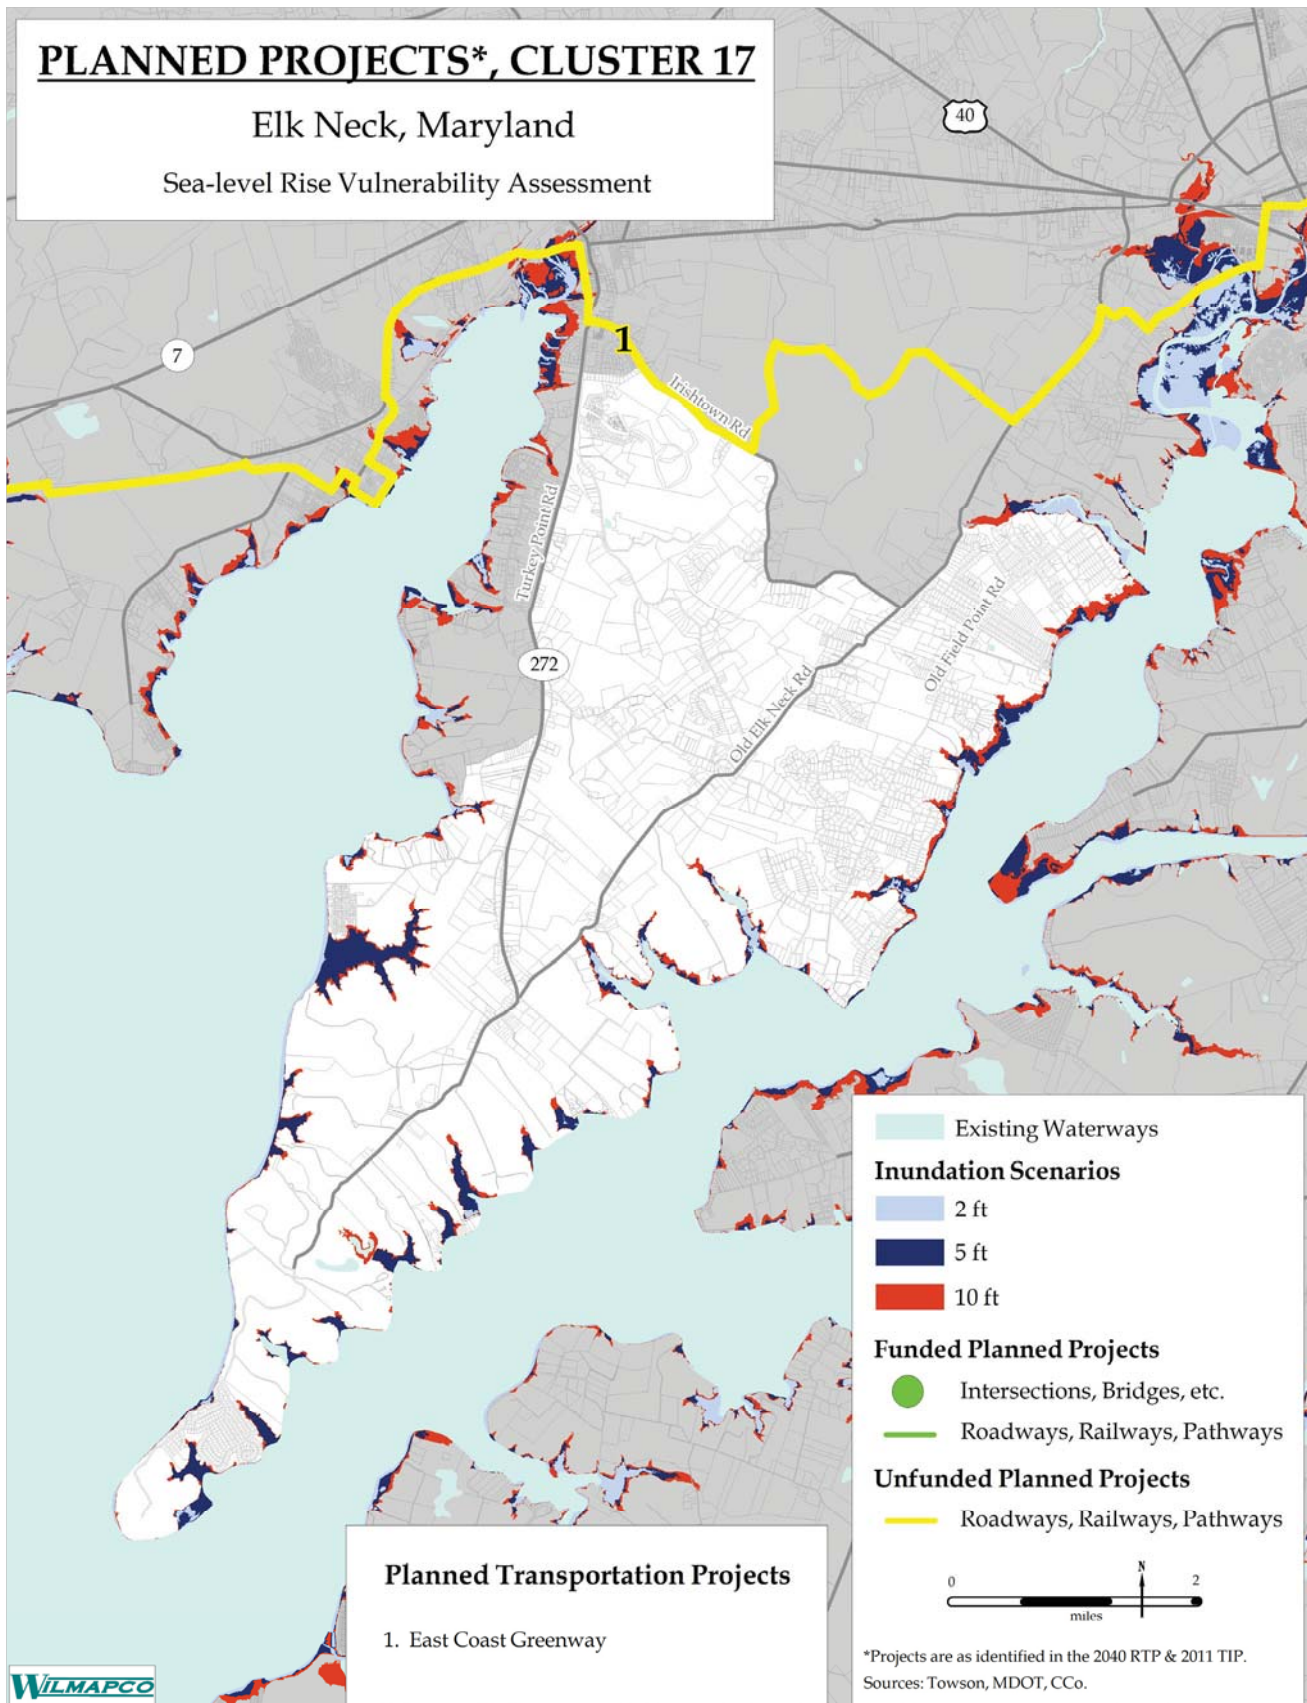 PLANNED PROJECTS*, CLUSTER 17
Elk Neck, Maryland
Sea-level Rise Vulnerability Assessment
40
7
1
Irishtown Rd
Turkey Point Rd
272
Old Field Point Rd
Old Elk Neck Rd
Existing Waterways
Inundation Scenarios
2 ft
5 ft
10 ft
Funded Planned Projects
Intersections, Bridges, etc.
Roadways, Railways, Pathways
Unfunded Planned Projects
Roadways, Railways, Pathways
0
N
2
miles
*Projects are as identified in the 2040 RTP & 2011 TIP.
Sources: Towson, MDOT, CCo.
Planned Transportation Projects
1. East Coast Greenway
WILMAPCO